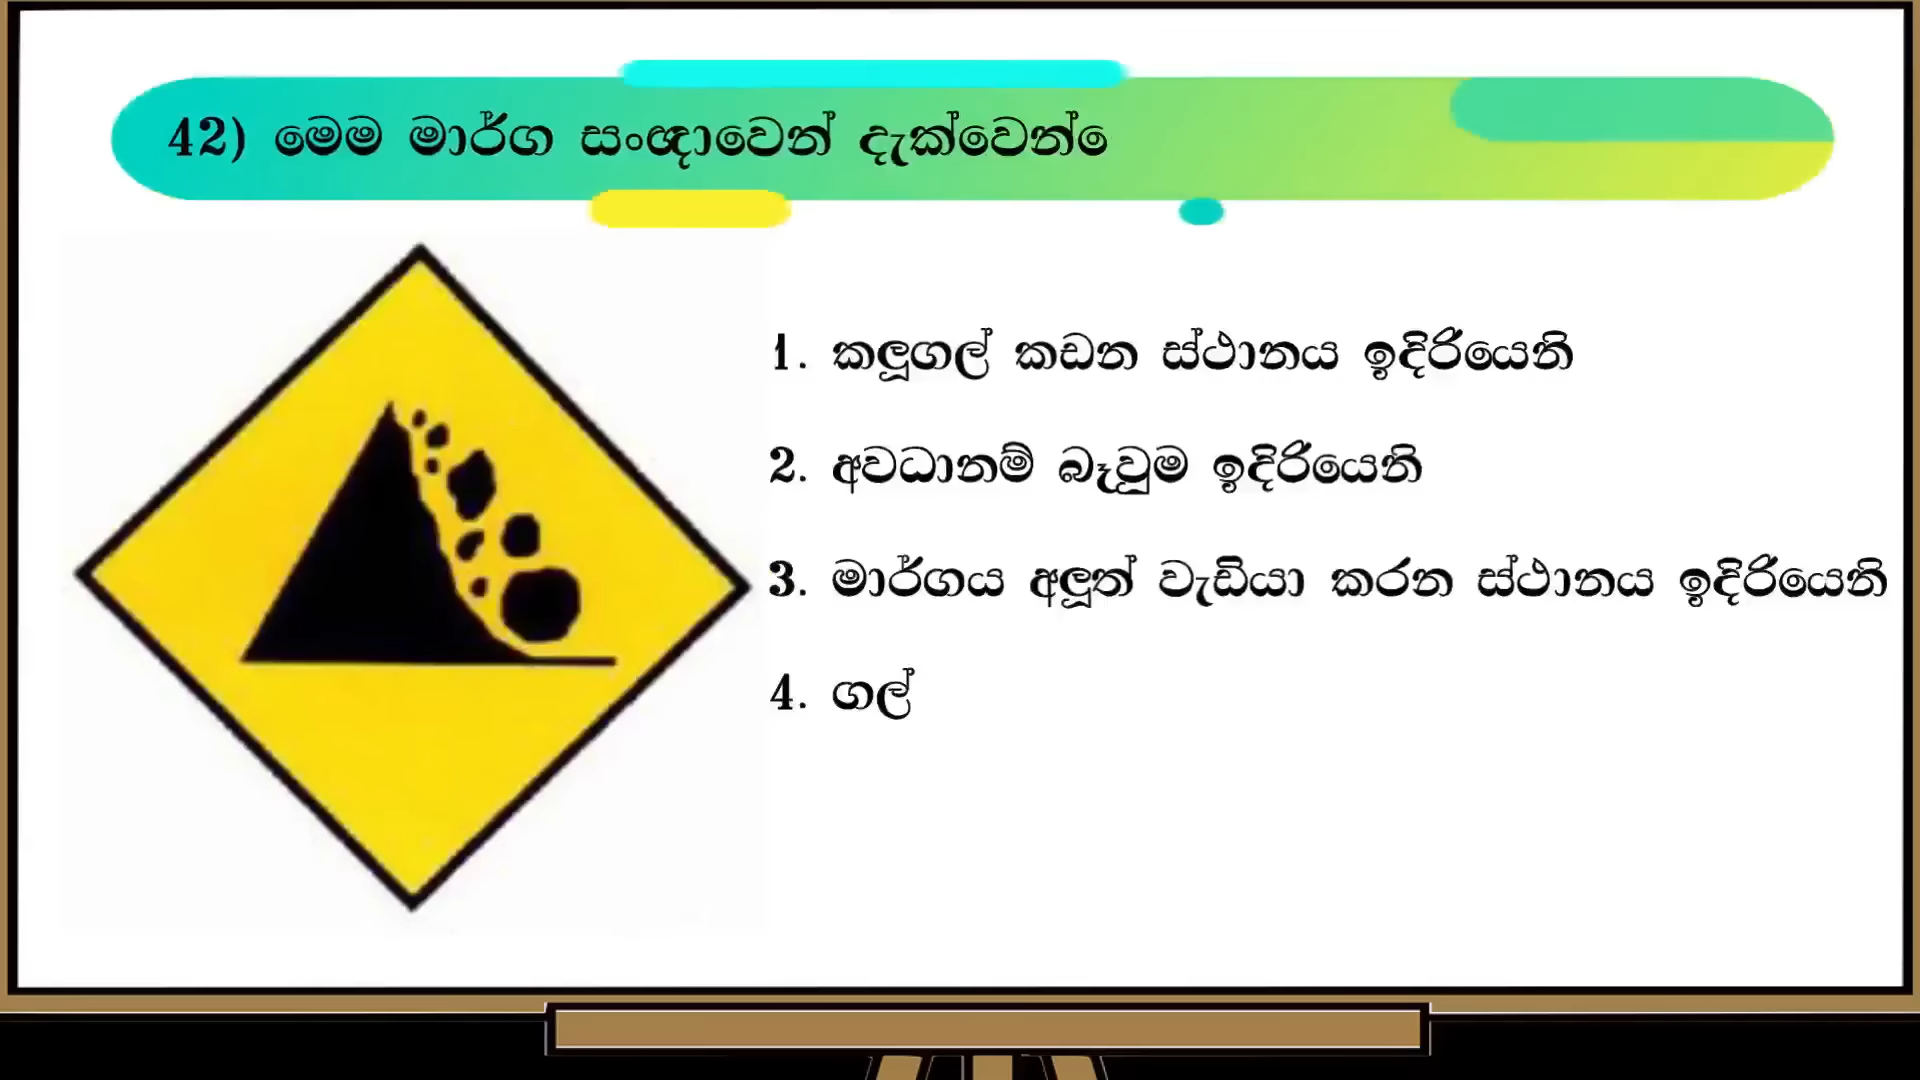 42) මෙම මාර්ග සංඥාවෙන් දැක්වෙන්නේ
1. කලූගල් කඩන ස්ථානය ඉදිරියෙනි
2. අවධානම් බෑවූම ඉදිරියෙනි
3. මාර්ගය අලූත් වැඩියා කරන ස්ථානය ඉදිරියෙනි
4. ගල්